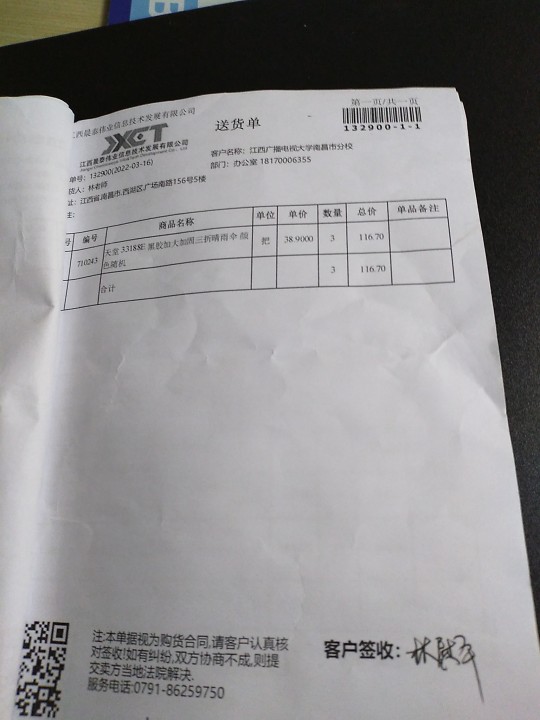 第一页/共一页
江西晨泰伟业信息技术发展有限公司
送货单
132900-1-1
JXCT
江西晨泰伟业信息技术发展有限公司
单号: 132900(2022-03-16)
客户名称: 江西广播电视大学南昌市分校
货人: 林老师
部门: 办公室 18170006355
址: 江西省,南昌市,西湖区,广场南路156号5楼
注:
号 编号 商品名称 单位 单价 数量 总价 单品备注
710243 天堂 33188E 黑胶加大加固三折晴雨伞 颜色随机 把 38.9000 3 116.70
合计 3 116.70
注:本单据视为购货合同,请客户认真核
对签收!如有纠纷,双方协商不成,则提
交卖方当地法院解决.
服务电话:0791-86259750
客户签收: